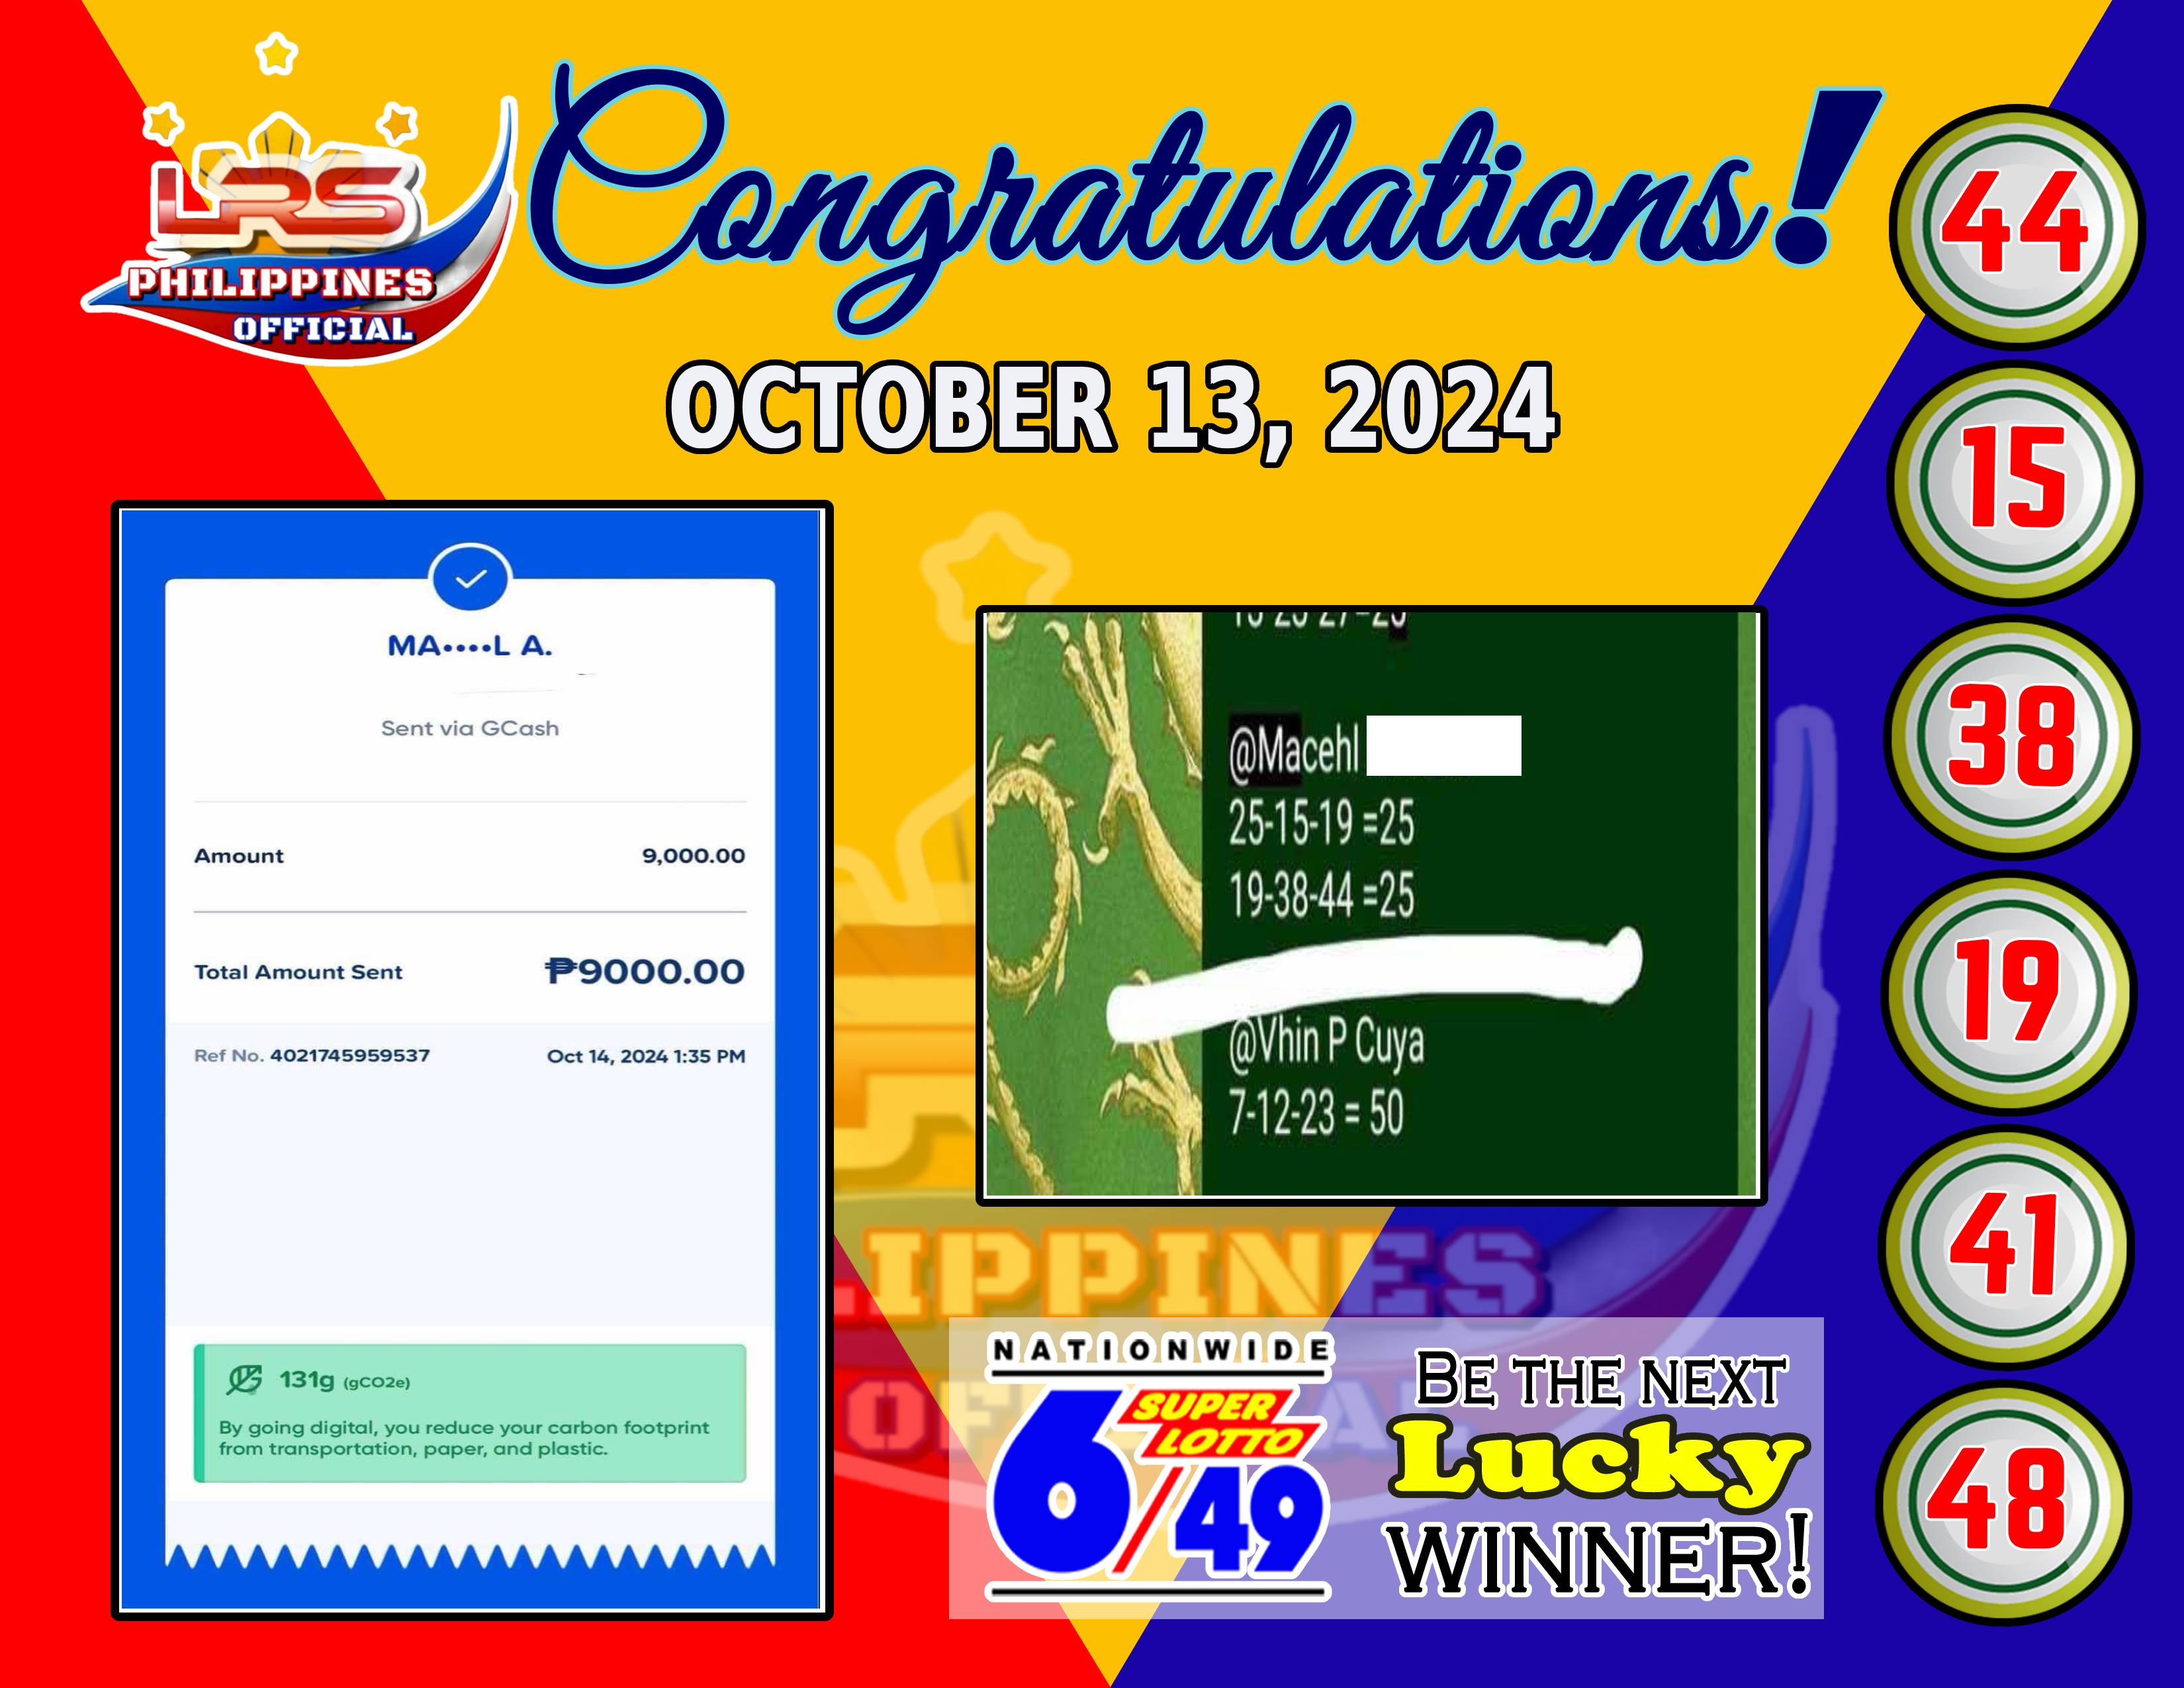 LRS
PHILIPPINES
OFFICIAL
Congratulations!
OCTOBER 13, 2024
MA••••L A.
Sent via GCash
Amount 9,000.00
Total Amount Sent ₱9000.00
Ref No. 4021745959537 Oct 14, 2024 1:35 PM
131g (gCO2e)
By going digital, you reduce your carbon footprint
from transportation, paper, and plastic.
@Macehl
25-15-19 =25
19-38-44 =25
@Vhin P Cuya
7-12-23 = 50
IPPINES
NATIONWIDE
SUPER
LOTTO
6/49
BE THE NEXT
Lucky
WINNER!
44
15
38
19
41
48